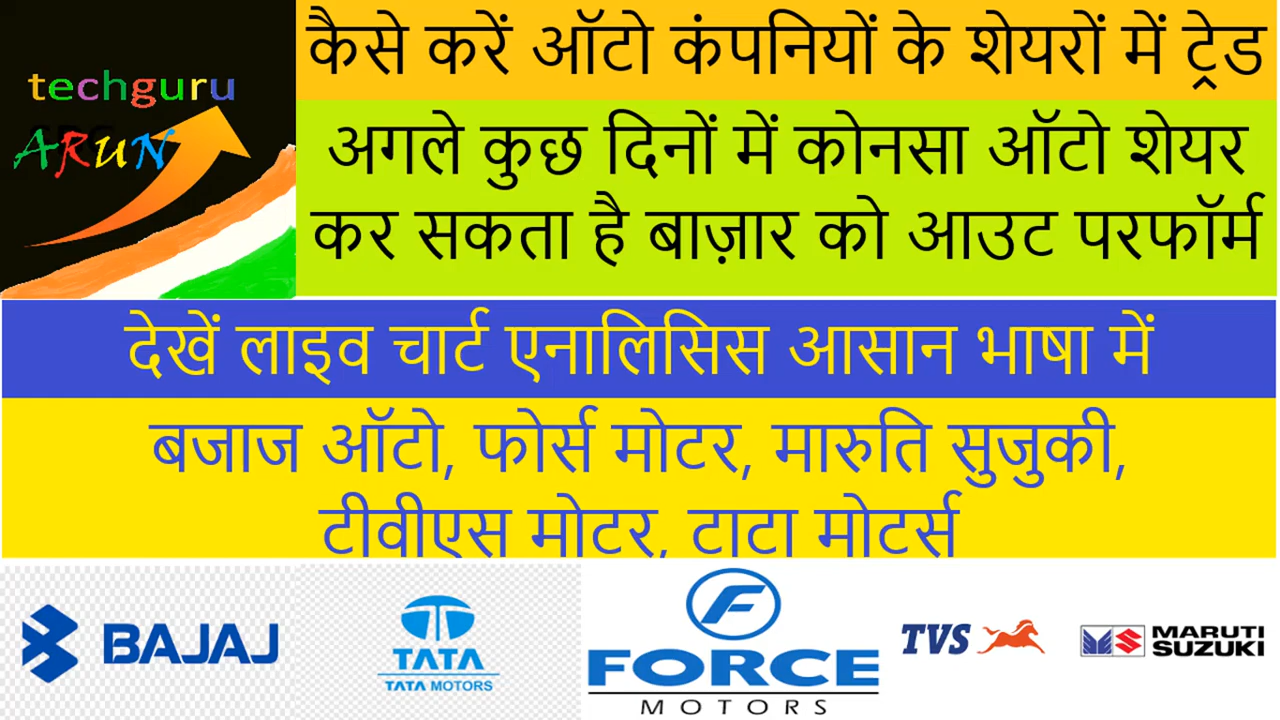 techguru
ARUN
कैसे करें ऑटो कंपनियों के शेयरों में ट्रेड
अगले कुछ दिनों में कोनसा ऑटो शेयर
कर सकता है बाज़ार को आउट परफॉर्म
देखें लाइव चार्ट एनालिसिस आसान भाषा में
बजाज ऑटो, फोर्स मोटर, मारुति सुजुकी,
टीवीएस मोटर, टाटा मोटर्स
BAJAJ
TATA
TATA MOTORS
FORCE
MOTORS
TVS
MARUTI
SUZUKI